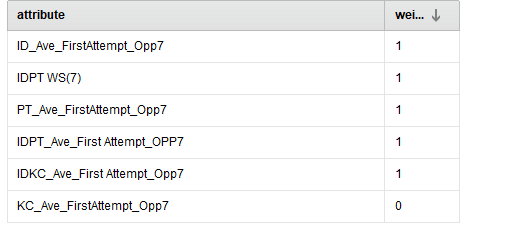 attribute wei...
ID_Ave_FirstAttempt_Opp7 1
IDPT WS(7) 1
PT_Ave_FirstAttempt_Opp7 1
IDPT_Ave_First Attempt_OPP7 1
IDKC_Ave_First Attempt_Opp7 1
KC_Ave_FirstAttempt_Opp7 0